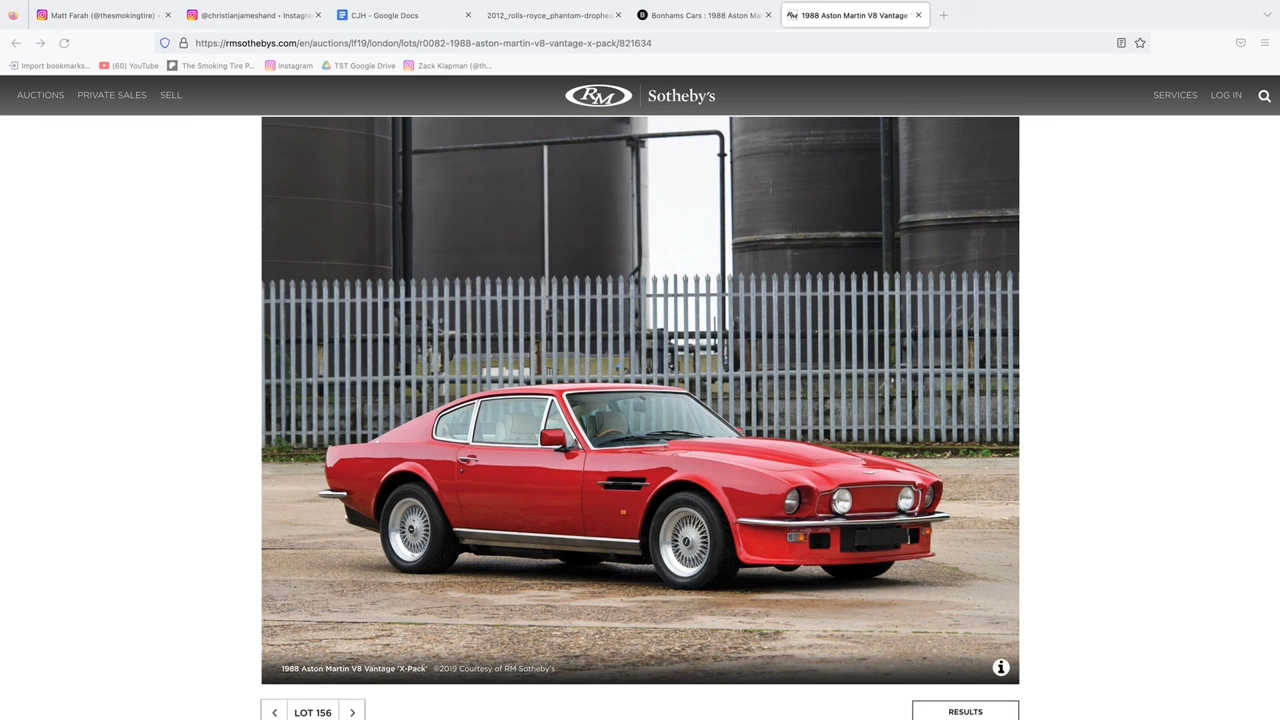 Matt Farah (@thesmokingtire) •
@christianjameshand • Instagra
CJH - Google Docs
2012_rolls-royce_phantom-drophe
B Bonhams Cars : 1988 Aston Ma
RM 1988 Aston Martin V8 Vantage '
https://rmsothebys.com/en/auctions/lf19/london/lots/r0082-1988-aston-martin-v8-vantage-x-pack/821634
Import bookmarks...
(60) YouTube
The Smoking Tire P...
Instagram
TST Google Drive
Zack Klapman (@th...
AUCTIONS
PRIVATE SALES
SELL
RM Sotheby's
SERVICES
LOG IN
1988 Aston Martin V8 Vantage 'X-Pack' ©2019 Courtesy of RM Sotheby's
LOT 156
RESULTS